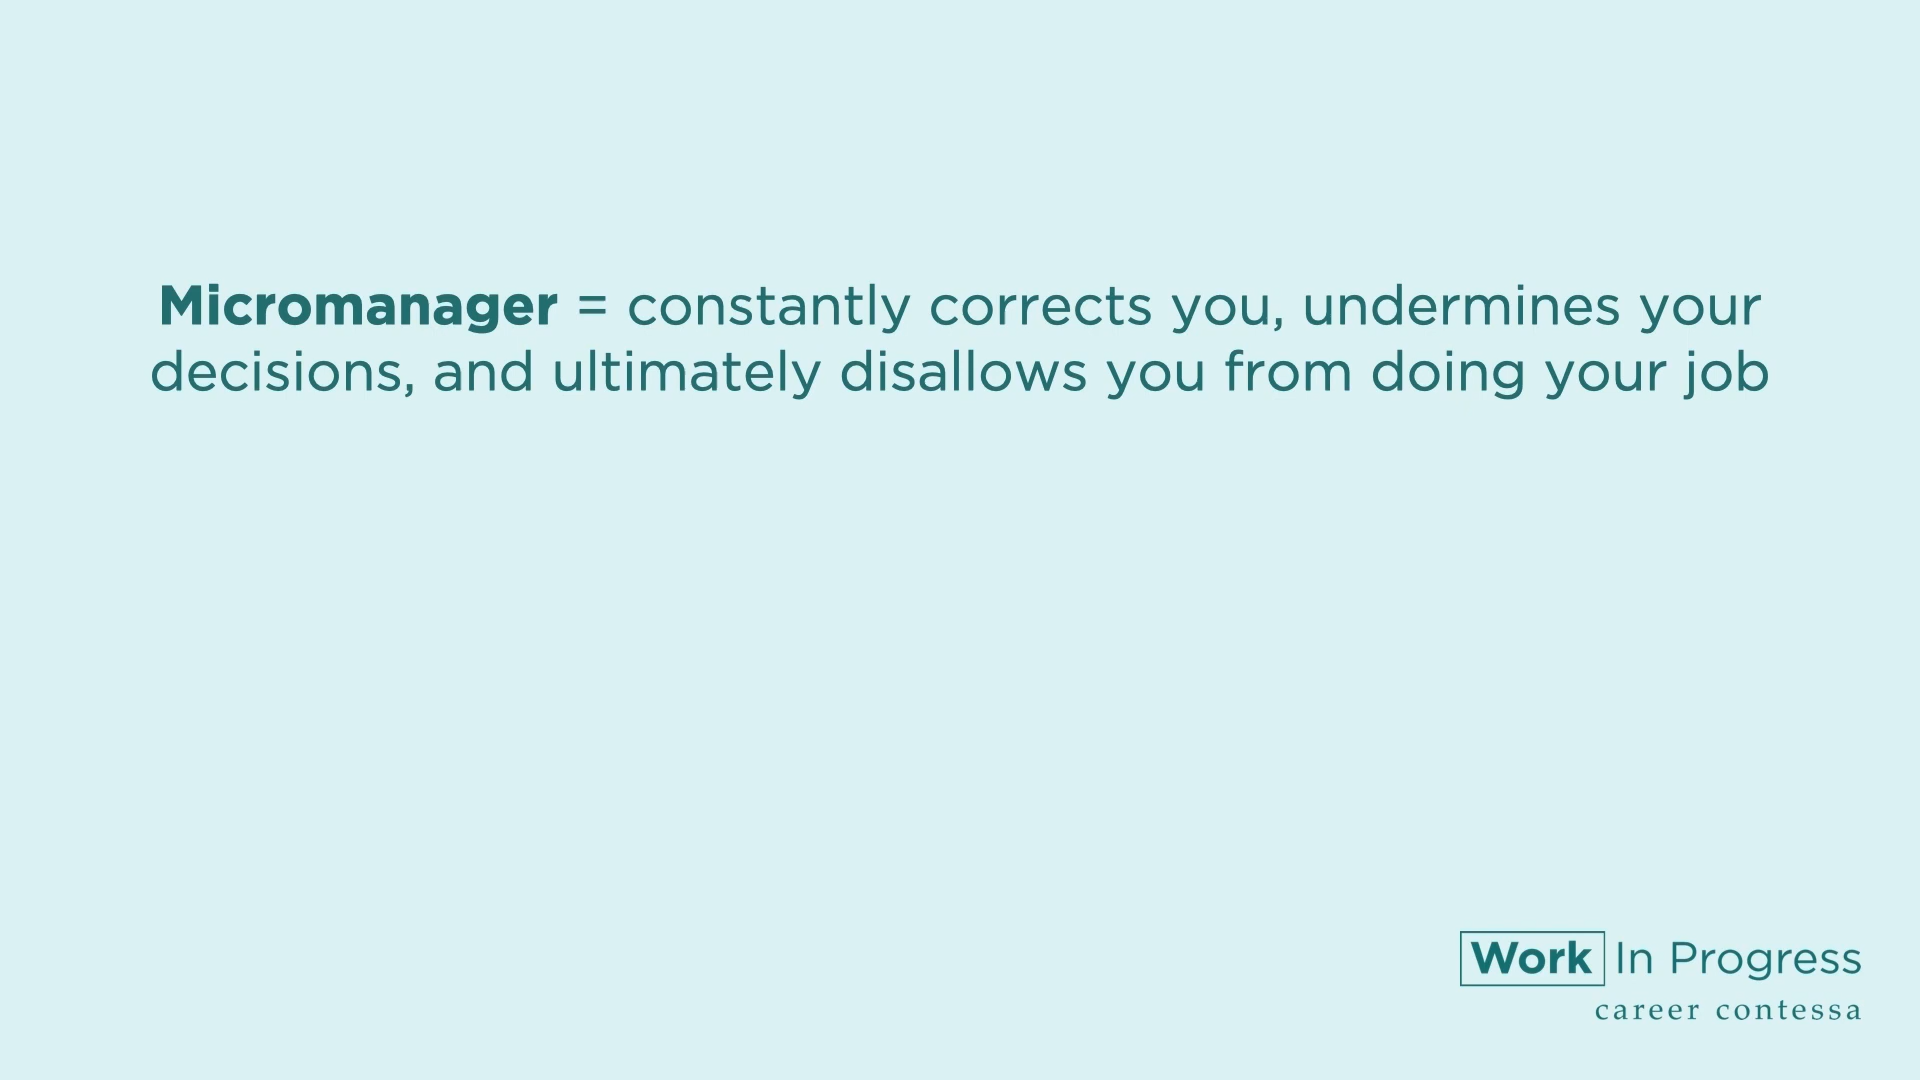 Micromanager = constantly corrects you, undermines your
decisions, and ultimately disallows you from doing your job
Work In Progress
career contessa